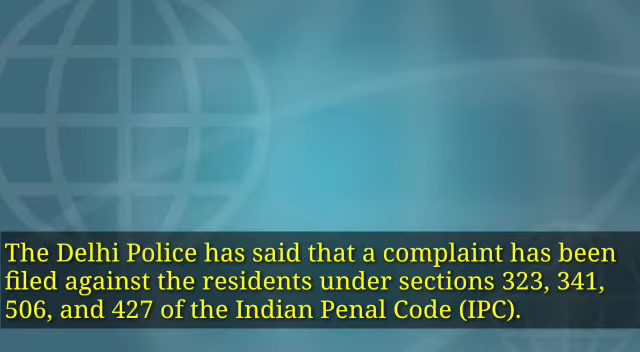 The Delhi Police has said that a complaint has been
filed against the residents under sections 323, 341,
506, and 427 of the Indian Penal Code (IPC).